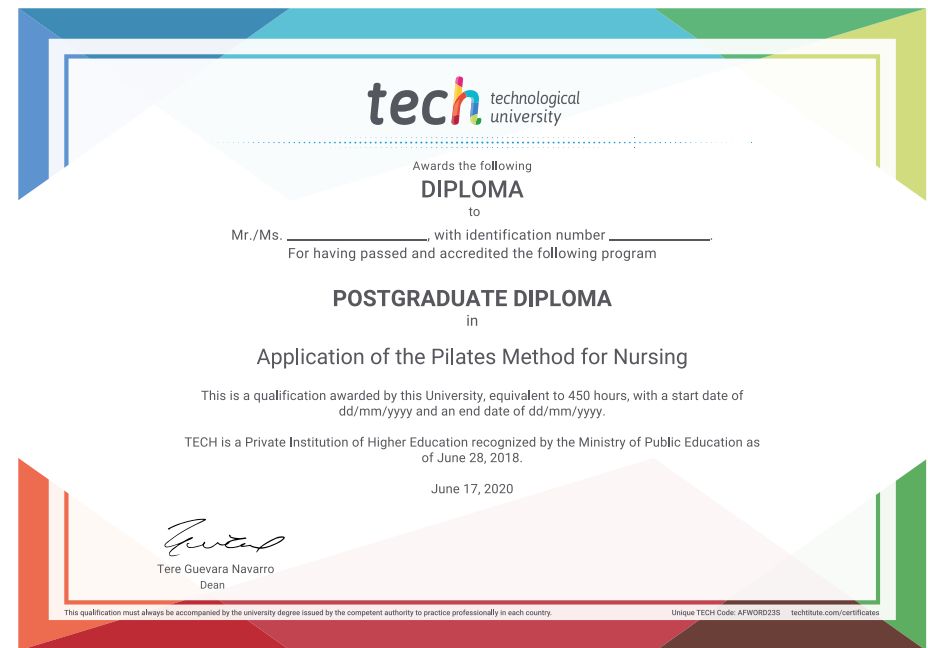 tech technological
university
Awards the following
DIPLOMA
to
Mr./Ms. ____________________, with identification number ______________.
For having passed and accredited the following program
POSTGRADUATE DIPLOMA
in
Application of the Pilates Method for Nursing
This is a qualification awarded by this University, equivalent to 450 hours, with a start date of
dd/mm/yyyy and an end date of dd/mm/yyyy.
TECH is a Private Institution of Higher Education recognized by the Ministry of Public Education as
of June 28, 2018.
June 17, 2020
Tere Guevara Navarro
Dean
This qualification must always be accompanied by the university degree issued by the competent authority to practice professionally in each country.
Unique TECH Code: AFWORD23S techtitute.com/certificates